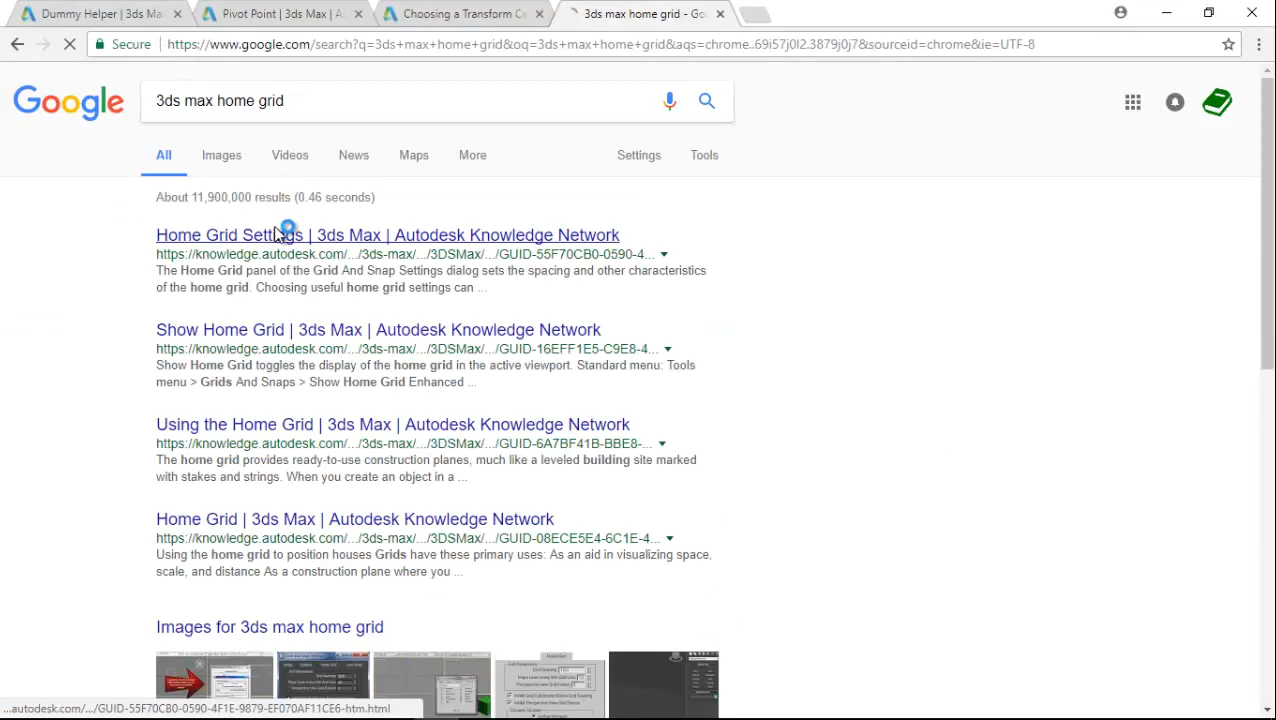 Dummy Helper | 3ds Max |
Pivot Point | 3ds Max | A
Choosing a Transform Ce
3ds max home grid - Go
Secure
https://www.google.com/search?q=3ds+max+home+grid&oq=3ds+max+home+grid&aqs=chrome..69i57j0l2.3879j0j7&sourceid=chrome&ie=UTF-8
Google
3ds max home grid
All Images Videos News Maps More Settings Tools
About 11,900,000 results (0.46 seconds)
Home Grid Settings | 3ds Max | Autodesk Knowledge Network
https://knowledge.autodesk.com/.../3ds-max/.../3DSMax/.../GUID-55F70CB0-0590-4...
The Home Grid panel of the Grid And Snap Settings dialog sets the spacing and other characteristics
of the home grid. Choosing useful home grid settings can ...
Show Home Grid | 3ds Max | Autodesk Knowledge Network
https://knowledge.autodesk.com/.../3ds-max/.../3DSMax/.../GUID-16EFF1E5-C9E8-4...
Show Home Grid toggles the display of the home grid in the active viewport. Standard menu: Tools
menu > Grids And Snaps > Show Home Grid Enhanced ...
Using the Home Grid | 3ds Max | Autodesk Knowledge Network
https://knowledge.autodesk.com/.../3ds-max/.../3DSMax/.../GUID-6A7BF41B-BBE8-...
The home grid provides ready-to-use construction planes, much like a leveled building site marked
with stakes and strings. When you create an object in a ...
Home Grid | 3ds Max | Autodesk Knowledge Network
https://knowledge.autodesk.com/.../3ds-max/.../3DSMax/.../GUID-08ECE5E4-6C1E-4...
Using the home grid to position houses Grids have these primary uses: As an aid in visualizing space,
scale, and distance As a construction plane where you ...
Images for 3ds max home grid